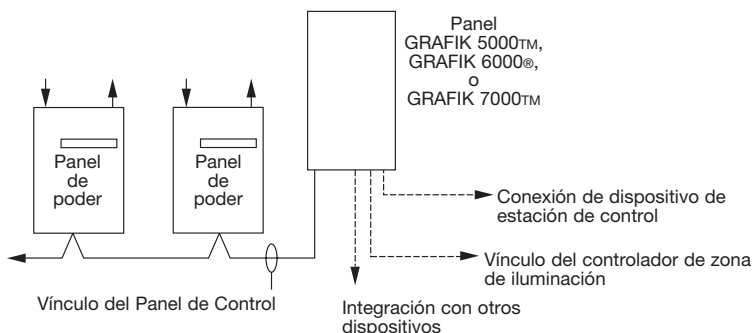 Panel
GRAFIK 5000TM,
GRAFIK 6000®,
o
GRAFIK 7000TM
Panel
de
poder
Panel
de
poder
Conexión de dispositivo de
estación de control
Vínculo del controlador de zona
de iluminación
Vínculo del Panel de Control
Integración con otros
dispositivos